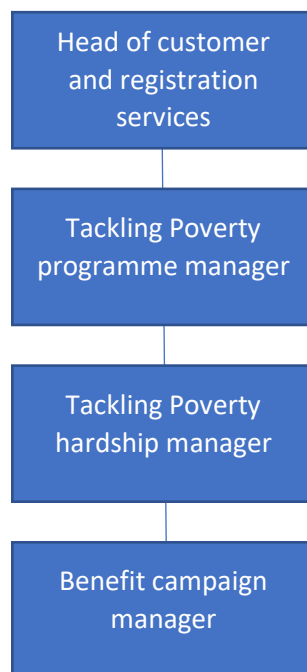 Head of customer
and registration
services
Tackling Poverty
programme manager
Tackling Poverty
hardship manager
Benefit campaign
manager